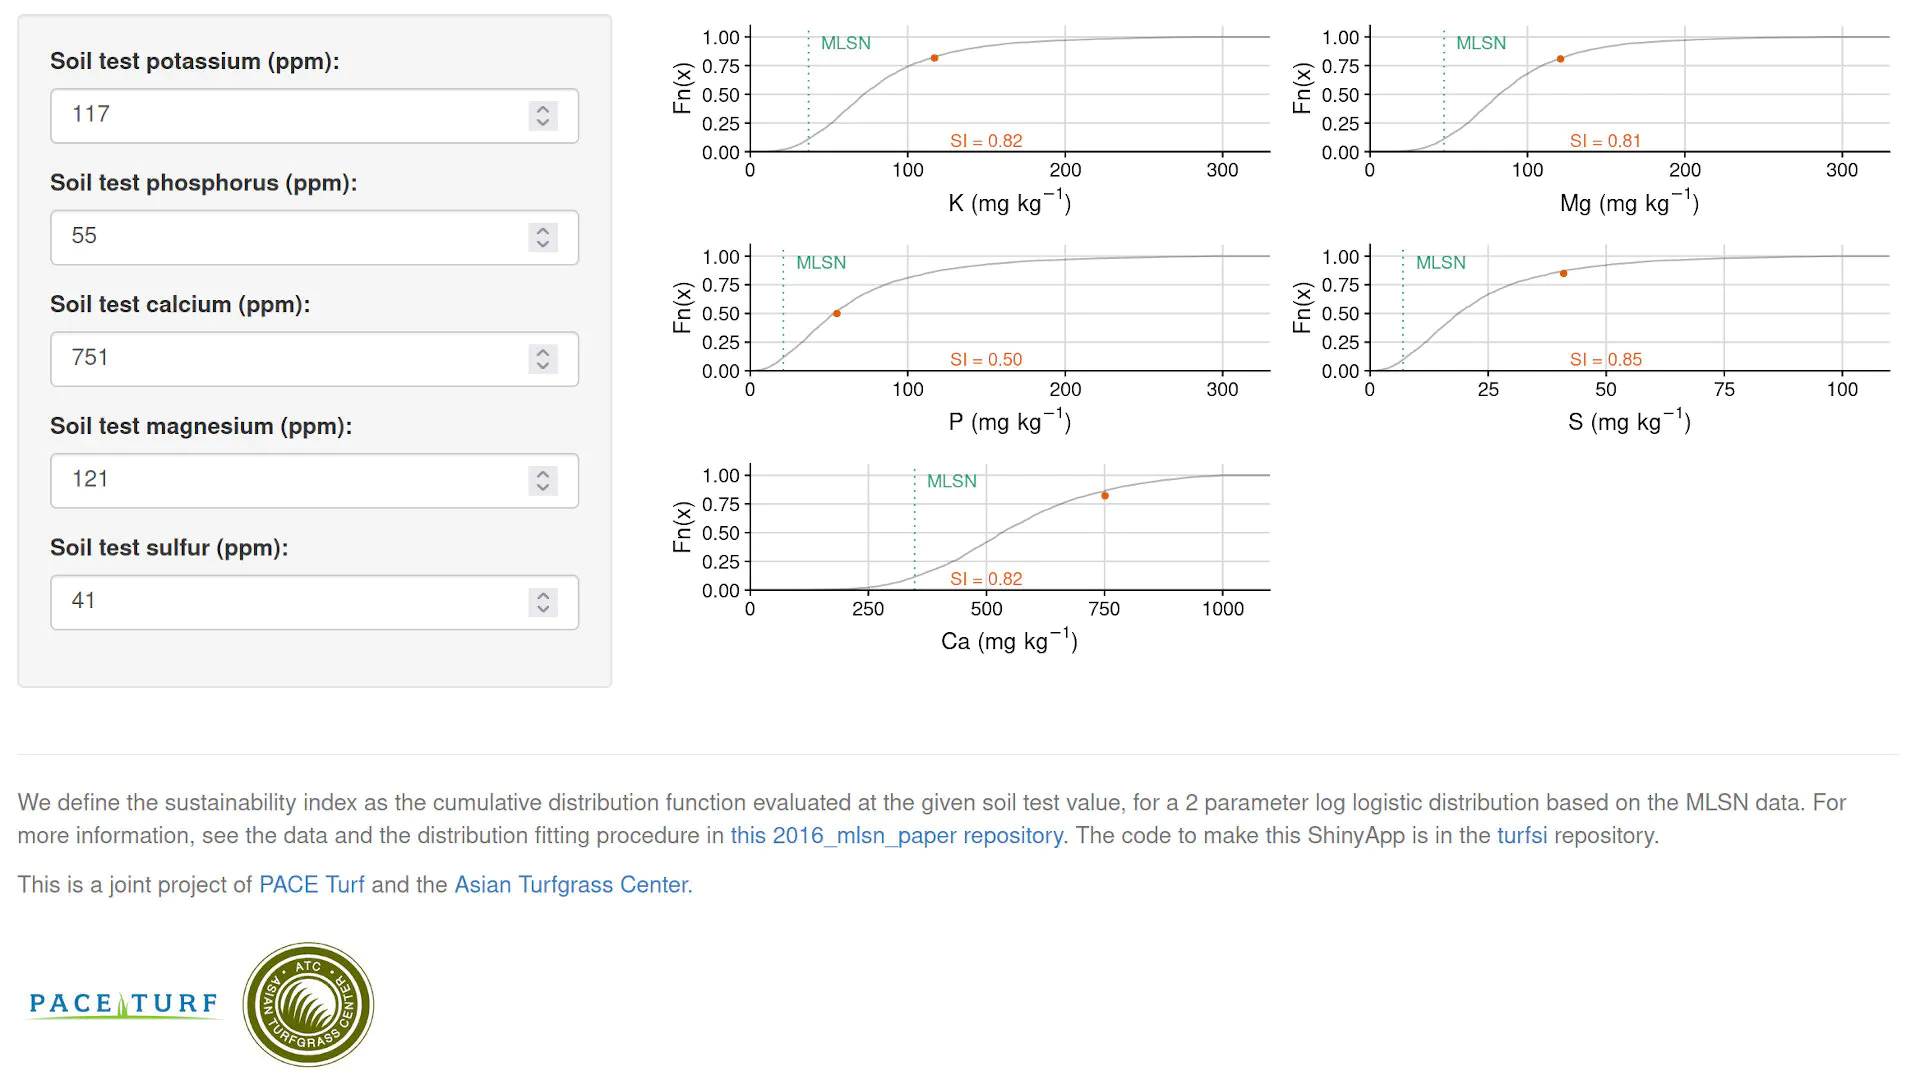 Soil test potassium (ppm):
117
Soil test phosphorus (ppm):
55
Soil test calcium (ppm):
751
Soil test magnesium (ppm):
121
Soil test sulfur (ppm):
41
1.00
0.75
0.50
0.25
0.00
Fn(x)
MLSN
SI = 0.82
0 100 200 300
K (mg kg⁻¹)
1.00
0.75
0.50
0.25
0.00
Fn(x)
MLSN
SI = 0.81
0 100 200 300
Mg (mg kg⁻¹)
1.00
0.75
0.50
0.25
0.00
Fn(x)
MLSN
SI = 0.50
0 100 200 300
P (mg kg⁻¹)
1.00
0.75
0.50
0.25
0.00
Fn(x)
MLSN
SI = 0.85
0 25 50 75 100
S (mg kg⁻¹)
1.00
0.75
0.50
0.25
0.00
Fn(x)
MLSN
SI = 0.82
0 250 500 750 1000
Ca (mg kg⁻¹)
We define the sustainability index as the cumulative distribution function evaluated at the given soil test value, for a 2 parameter log logistic distribution based on the MLSN data. For
more information, see the data and the distribution fitting procedure in this 2016_mlsn_paper repository. The code to make this ShinyApp is in the turfsi repository.
This is a joint project of PACE Turf and the Asian Turfgrass Center.
PACE TURF
· ATC ·
ASIAN TURFGRASS CENTER